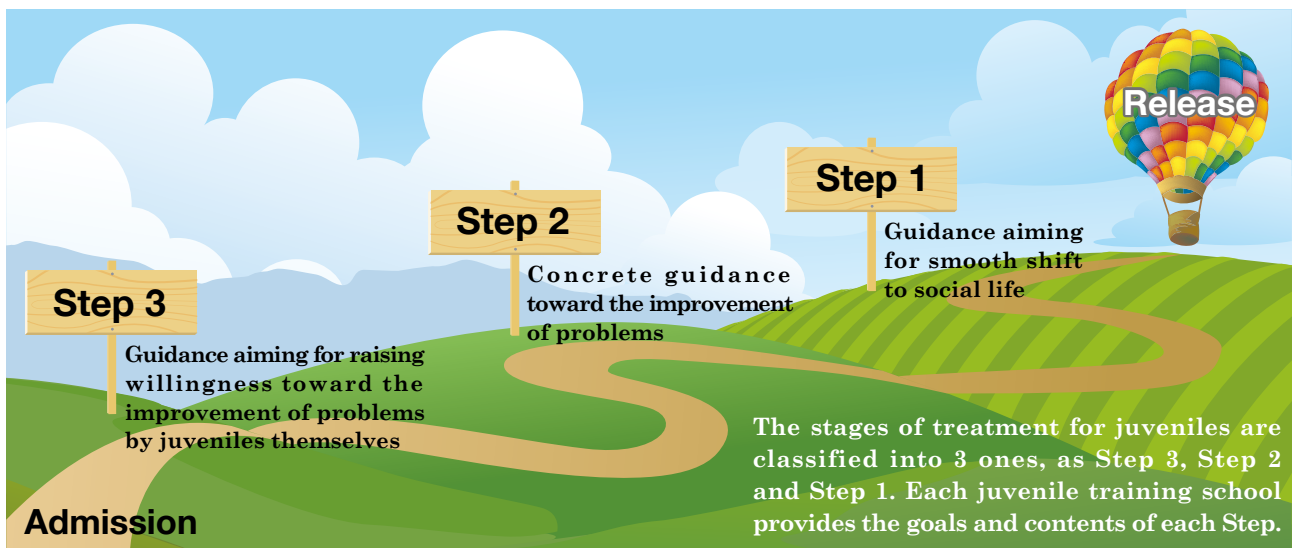 Release
Step 1
Guidance aiming
for smooth shift
to social life
Step 2
Concrete guidance
toward the improvement
of problems
Step 3
Guidance aiming for raising
willingness toward the
improvement of problems
by juveniles themselves
Admission
The stages of treatment for juveniles are
classified into 3 ones, as Step 3, Step 2
and Step 1. Each juvenile training school
provides the goals and contents of each Step.